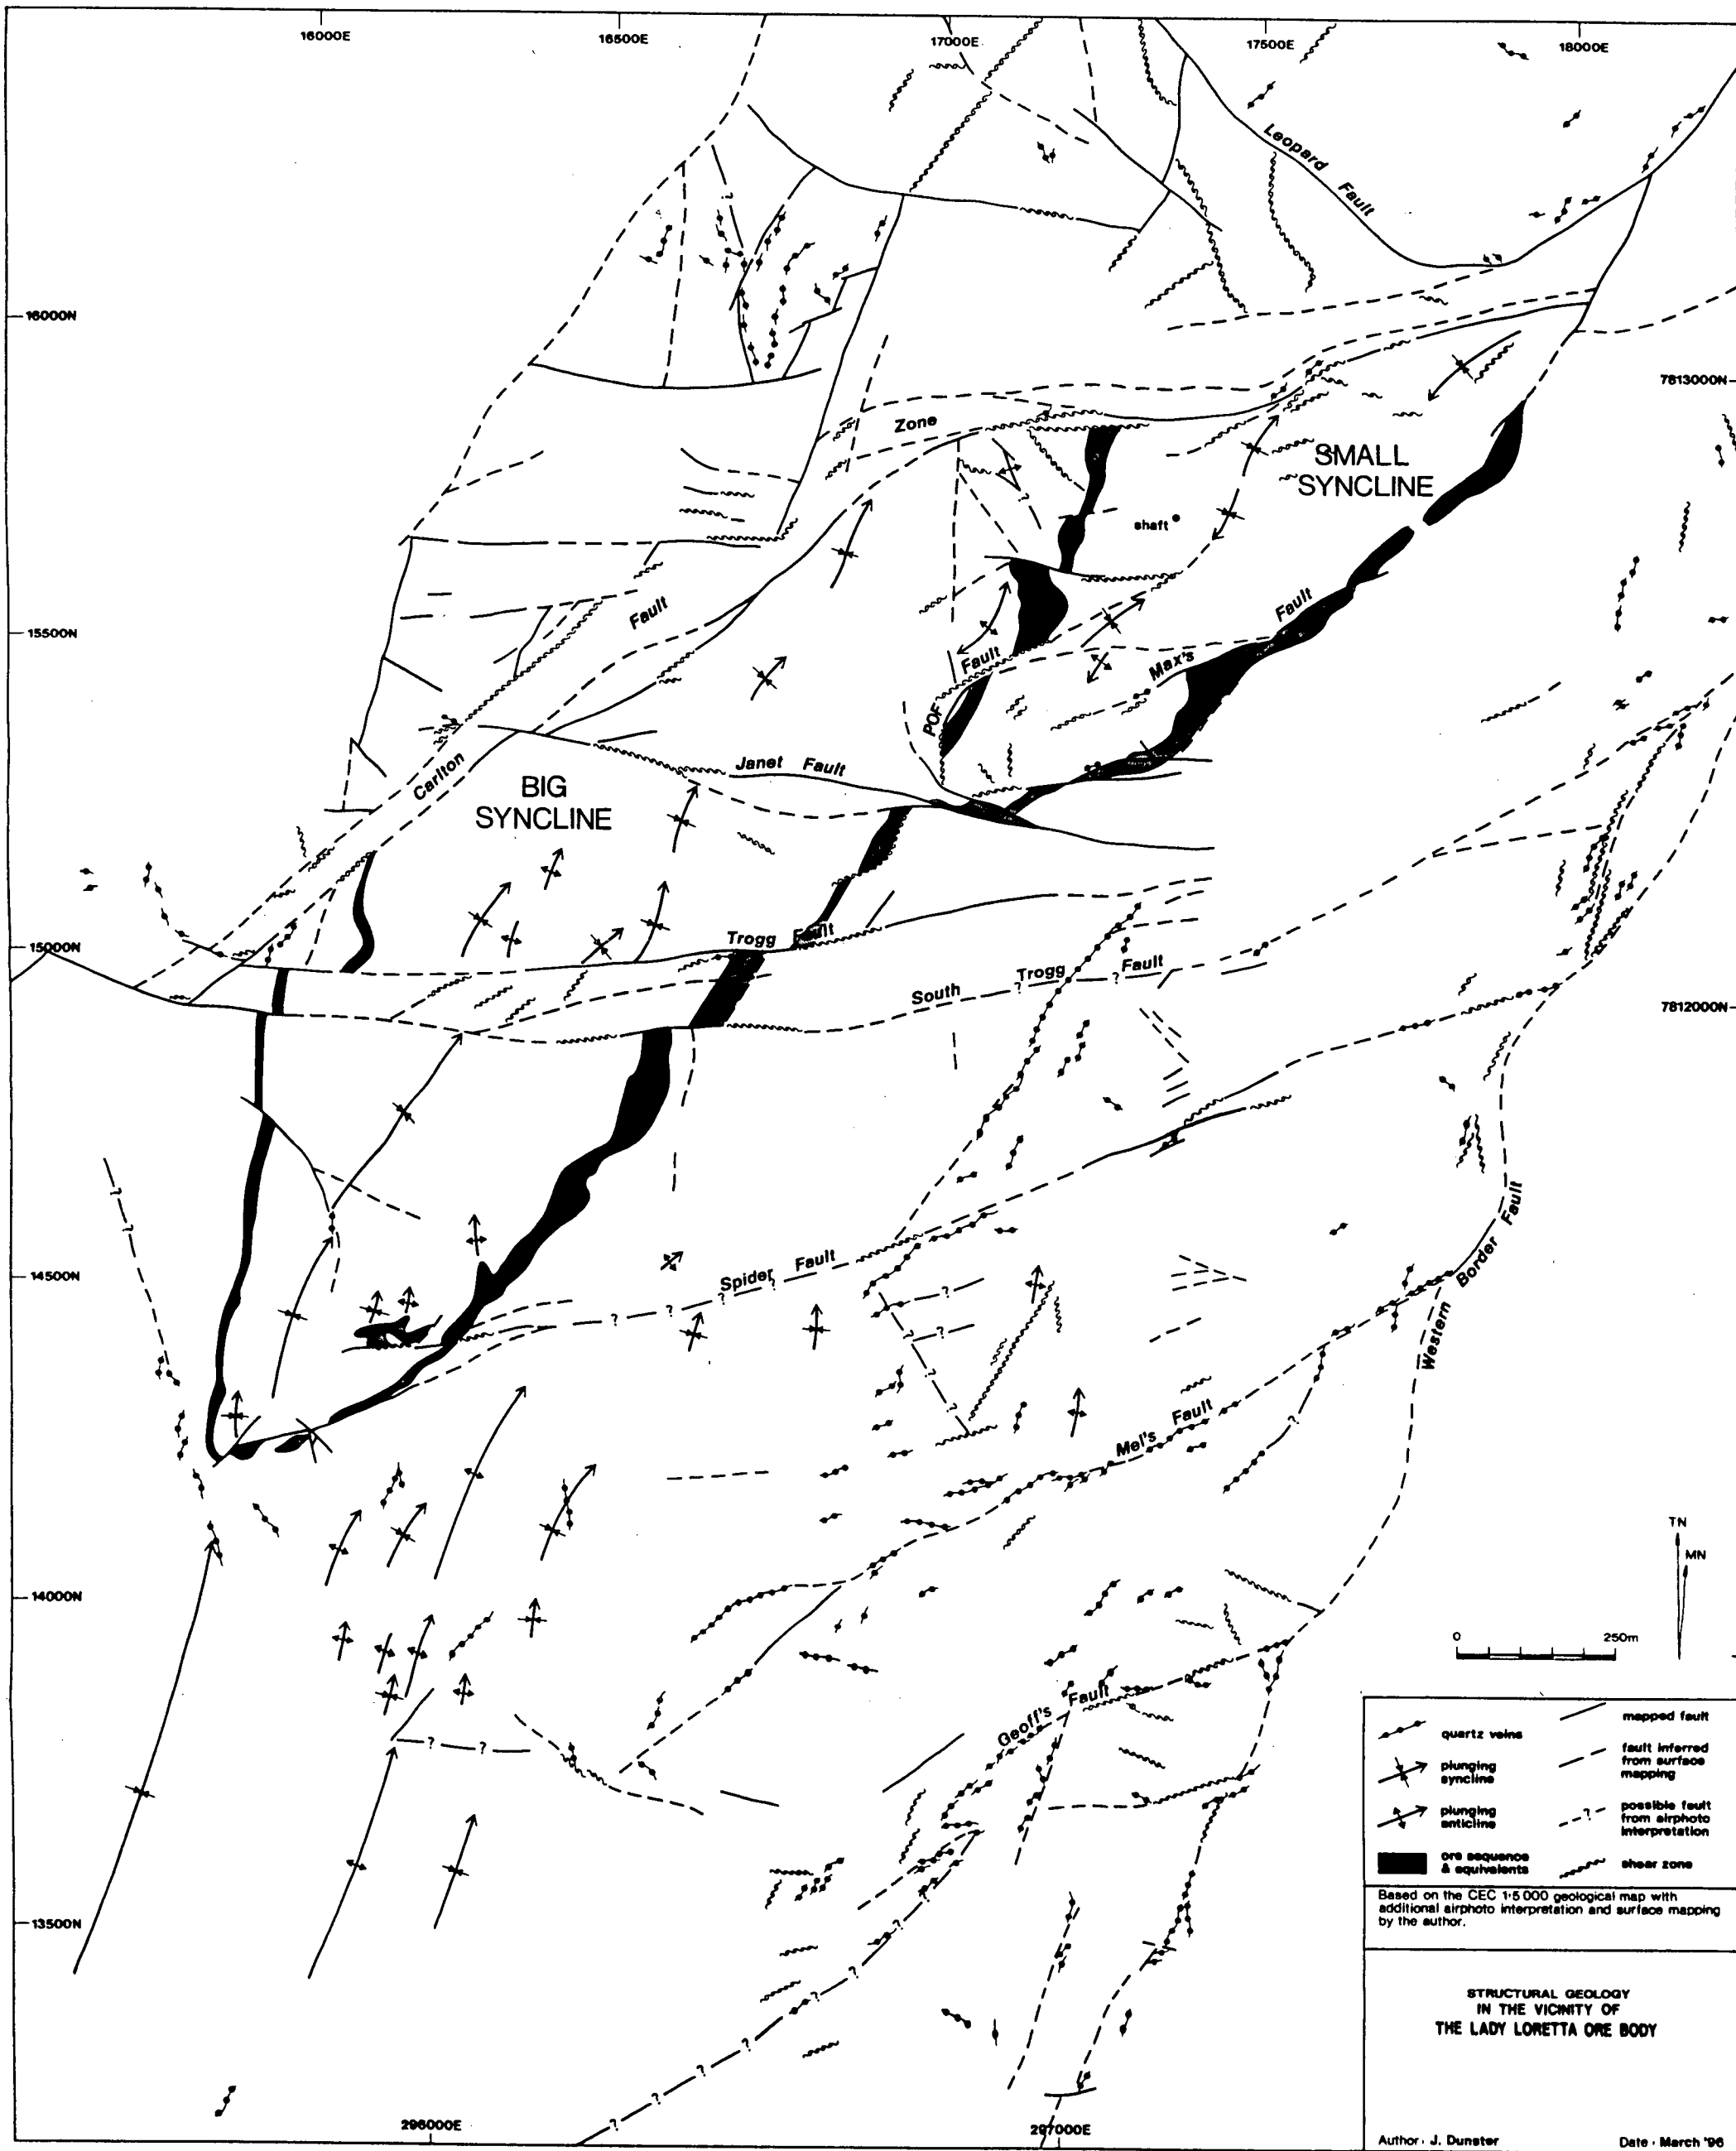 16000E
16500E
17000E
17500E
18000E
Leopard Fault
16000N
7813000N
Zone
SMALL
SYNCLINE
shaft
Fault
15500N
Fault
Fault
Max's
POF
Carlton
Janet Fault
BIG
SYNCLINE
15000N
Trogg Fault
South Trogg Fault
7812000N
14500N
Spider Fault
Western Border Fault
Mel's Fault
TN
MN
14000N
0 250m
Geoff's Fault
quartz veins
mapped fault
plunging
syncline
fault inferred
from surface
mapping
plunging
anticline
possible fault
from airphoto
interpretation
ore sequence
& equivalents
shear zone
Based on the CEC 1:5 000 geological map with
additional airphoto interpretation and surface mapping
by the author.
13500N
STRUCTURAL GEOLOGY
IN THE VICINITY OF
THE LADY LORETTA ORE BODY
296000E
297000E
Author: J. Dunster
Date: March '96